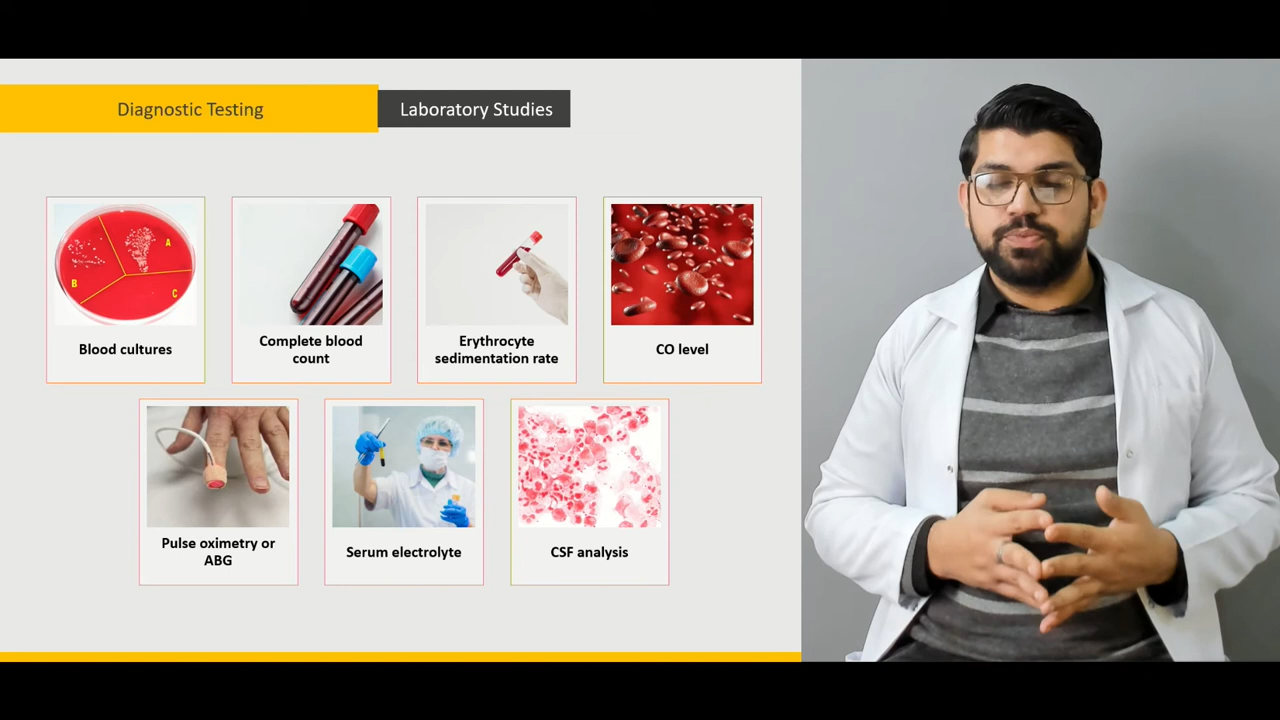 Diagnostic Testing
Laboratory Studies
A
B
C
Blood cultures
Complete blood
count
Erythrocyte
sedimentation rate
CO level
Pulse oximetry or
ABG
Serum electrolyte
CSF analysis